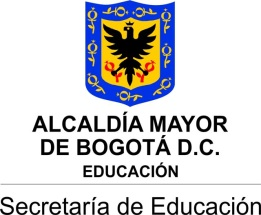 ALCALDÍA MAYOR
DE BOGOTÁ D.C.
EDUCACIÓN
Secretaría de Educación